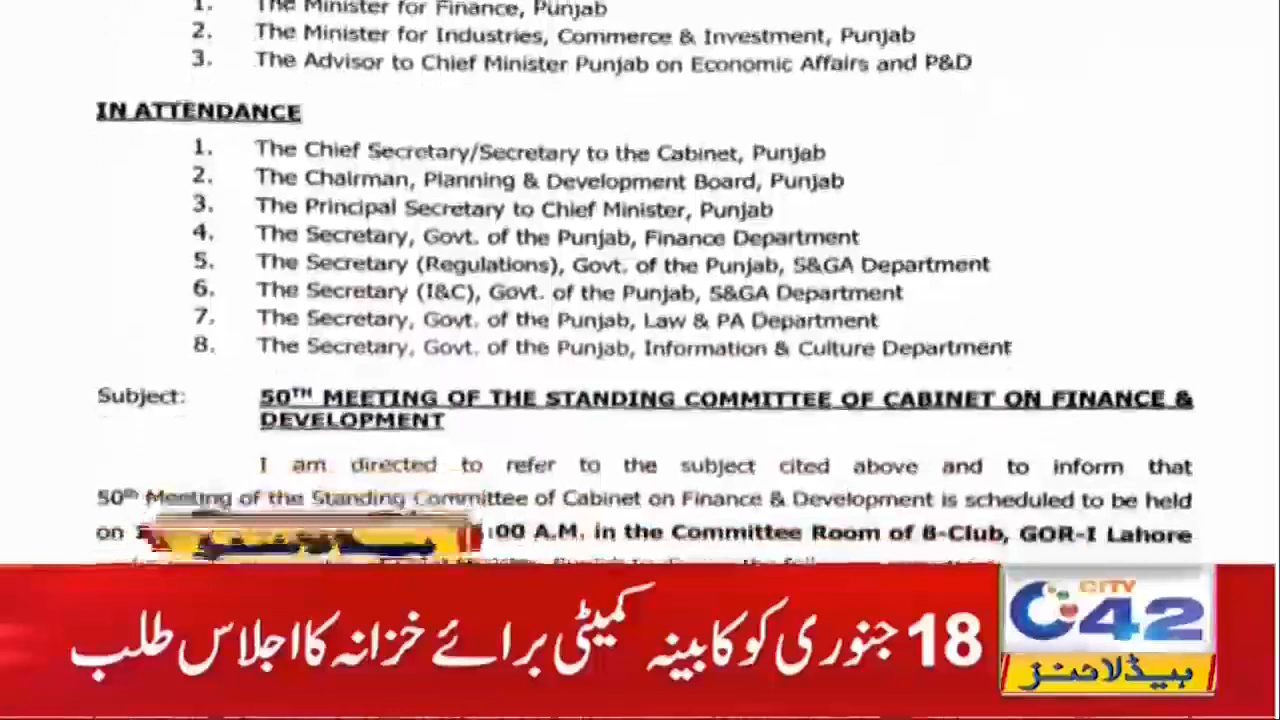 1. The Minister for Finance, Punjab
2. The Minister for Industries, Commerce & Investment, Punjab
3. The Advisor to Chief Minister Punjab on Economic Affairs and P&D
IN ATTENDANCE
1. The Chief Secretary/Secretary to the Cabinet, Punjab
2. The Chairman, Planning & Development Board, Punjab
3. The Principal Secretary to Chief Minister, Punjab
4. The Secretary, Govt. of the Punjab, Finance Department
5. The Secretary (Regulations), Govt. of the Punjab, S&GA Department
6. The Secretary (I&C), Govt. of the Punjab, S&GA Department
7. The Secretary, Govt. of the Punjab, Law & PA Department
8. The Secretary, Govt. of the Punjab, Information & Culture Department
Subject: 50TH MEETING OF THE STANDING COMMITTEE OF CABINET ON FINANCE &
DEVELOPMENT
I am directed to refer to the subject cited above and to inform that
50th Meeting of the Standing Committee of Cabinet on Finance & Development is scheduled to be held
on :00 A.M. in the Committee Room of B-Club, GOR-I Lahore
18 جنوری کو کابینہ کمیٹی برائے خزانہ کا اجلاس طلب
CITY
42
ہیڈلائنز